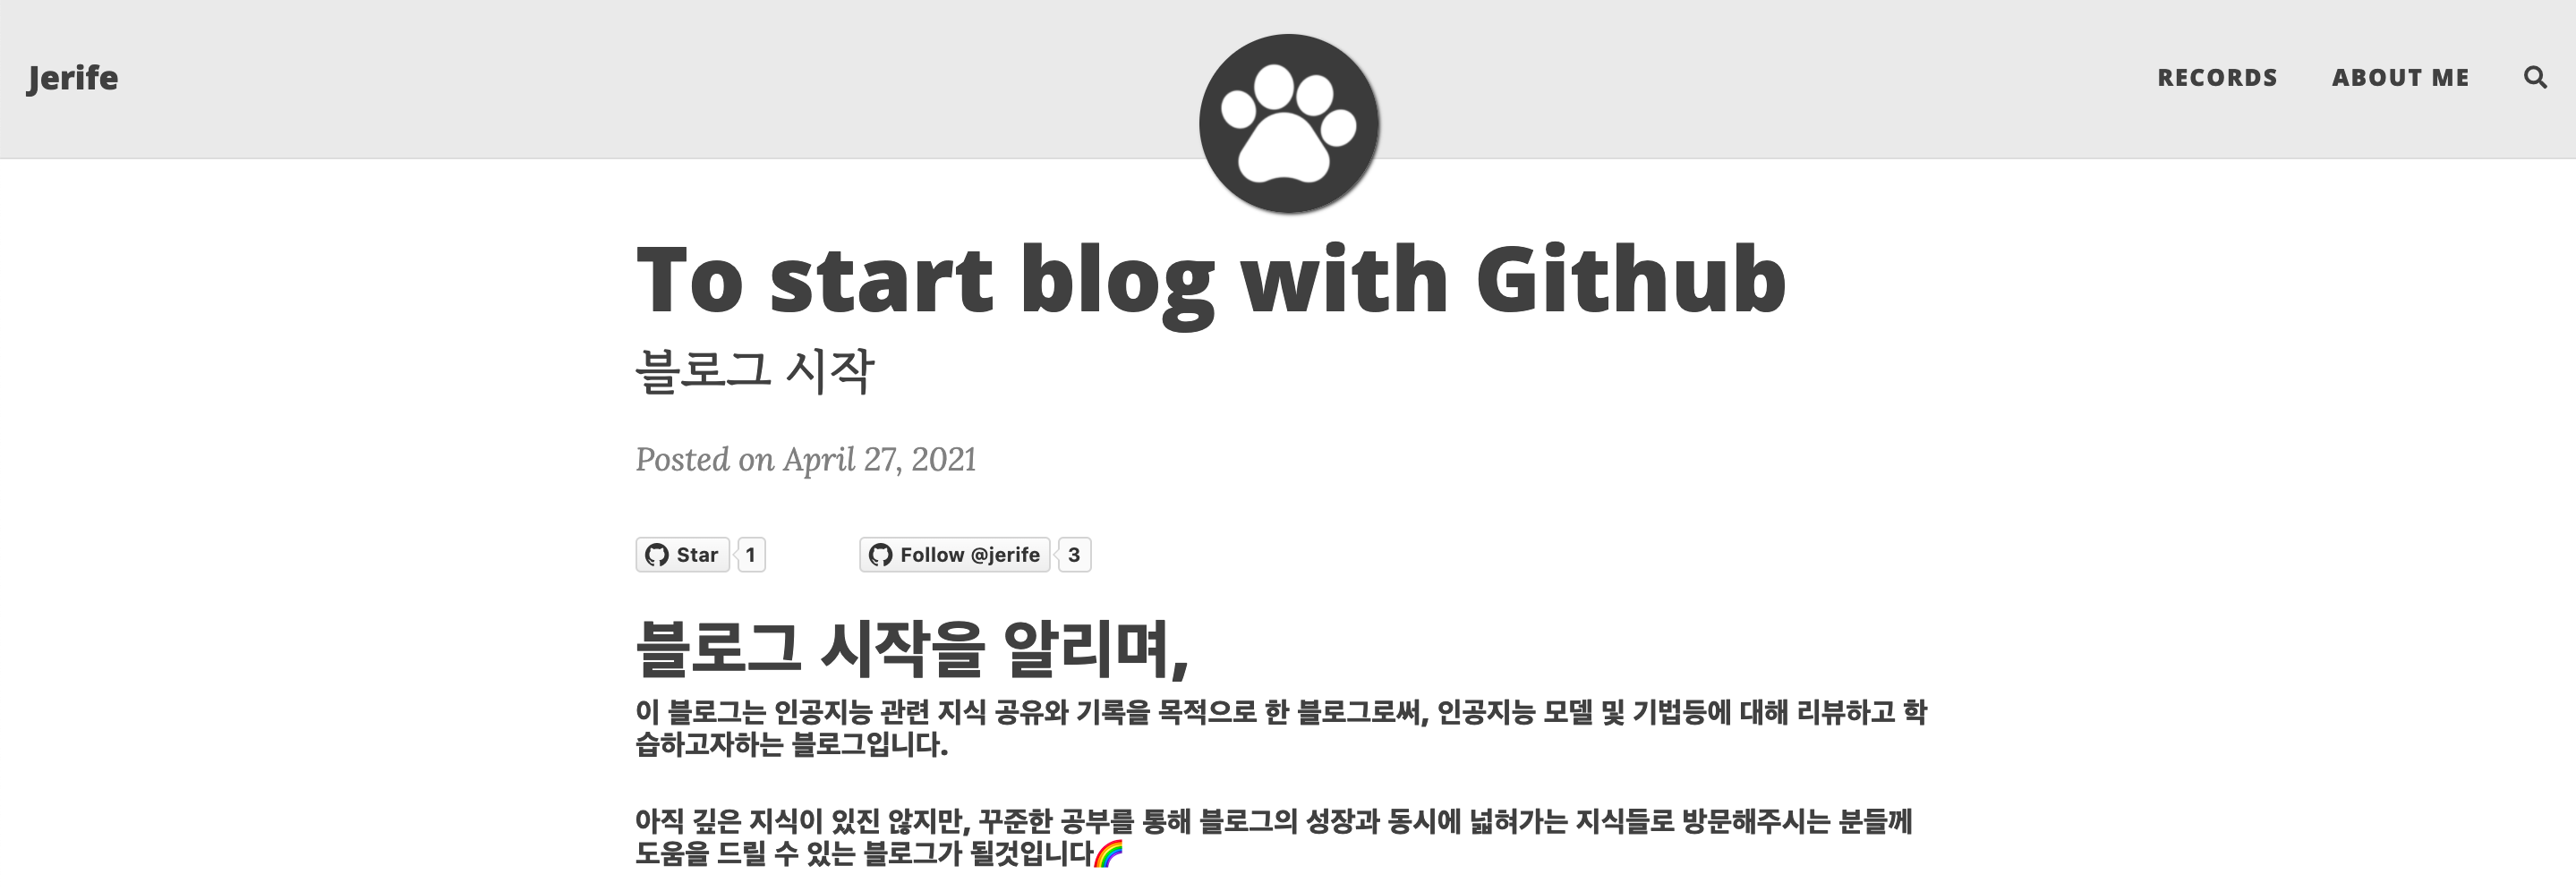 Jerife
RECORDS ABOUT ME
To start blog with Github
블로그 시작
Posted on April 27, 2021
Star 1 Follow @jerife 3
블로그 시작을 알리며,
이 블로그는 인공지능 관련 지식 공유와 기록을 목적으로 한 블로그로써, 인공지능 모델 및 기법등에 대해 리뷰하고 학
습하고자하는 블로그입니다.
아직 깊은 지식이 있진 않지만, 꾸준한 공부를 통해 블로그의 성장과 동시에 넓혀가는 지식들로 방문해주시는 분들께
도움을 드릴 수 있는 블로그가 될것입니다🌈